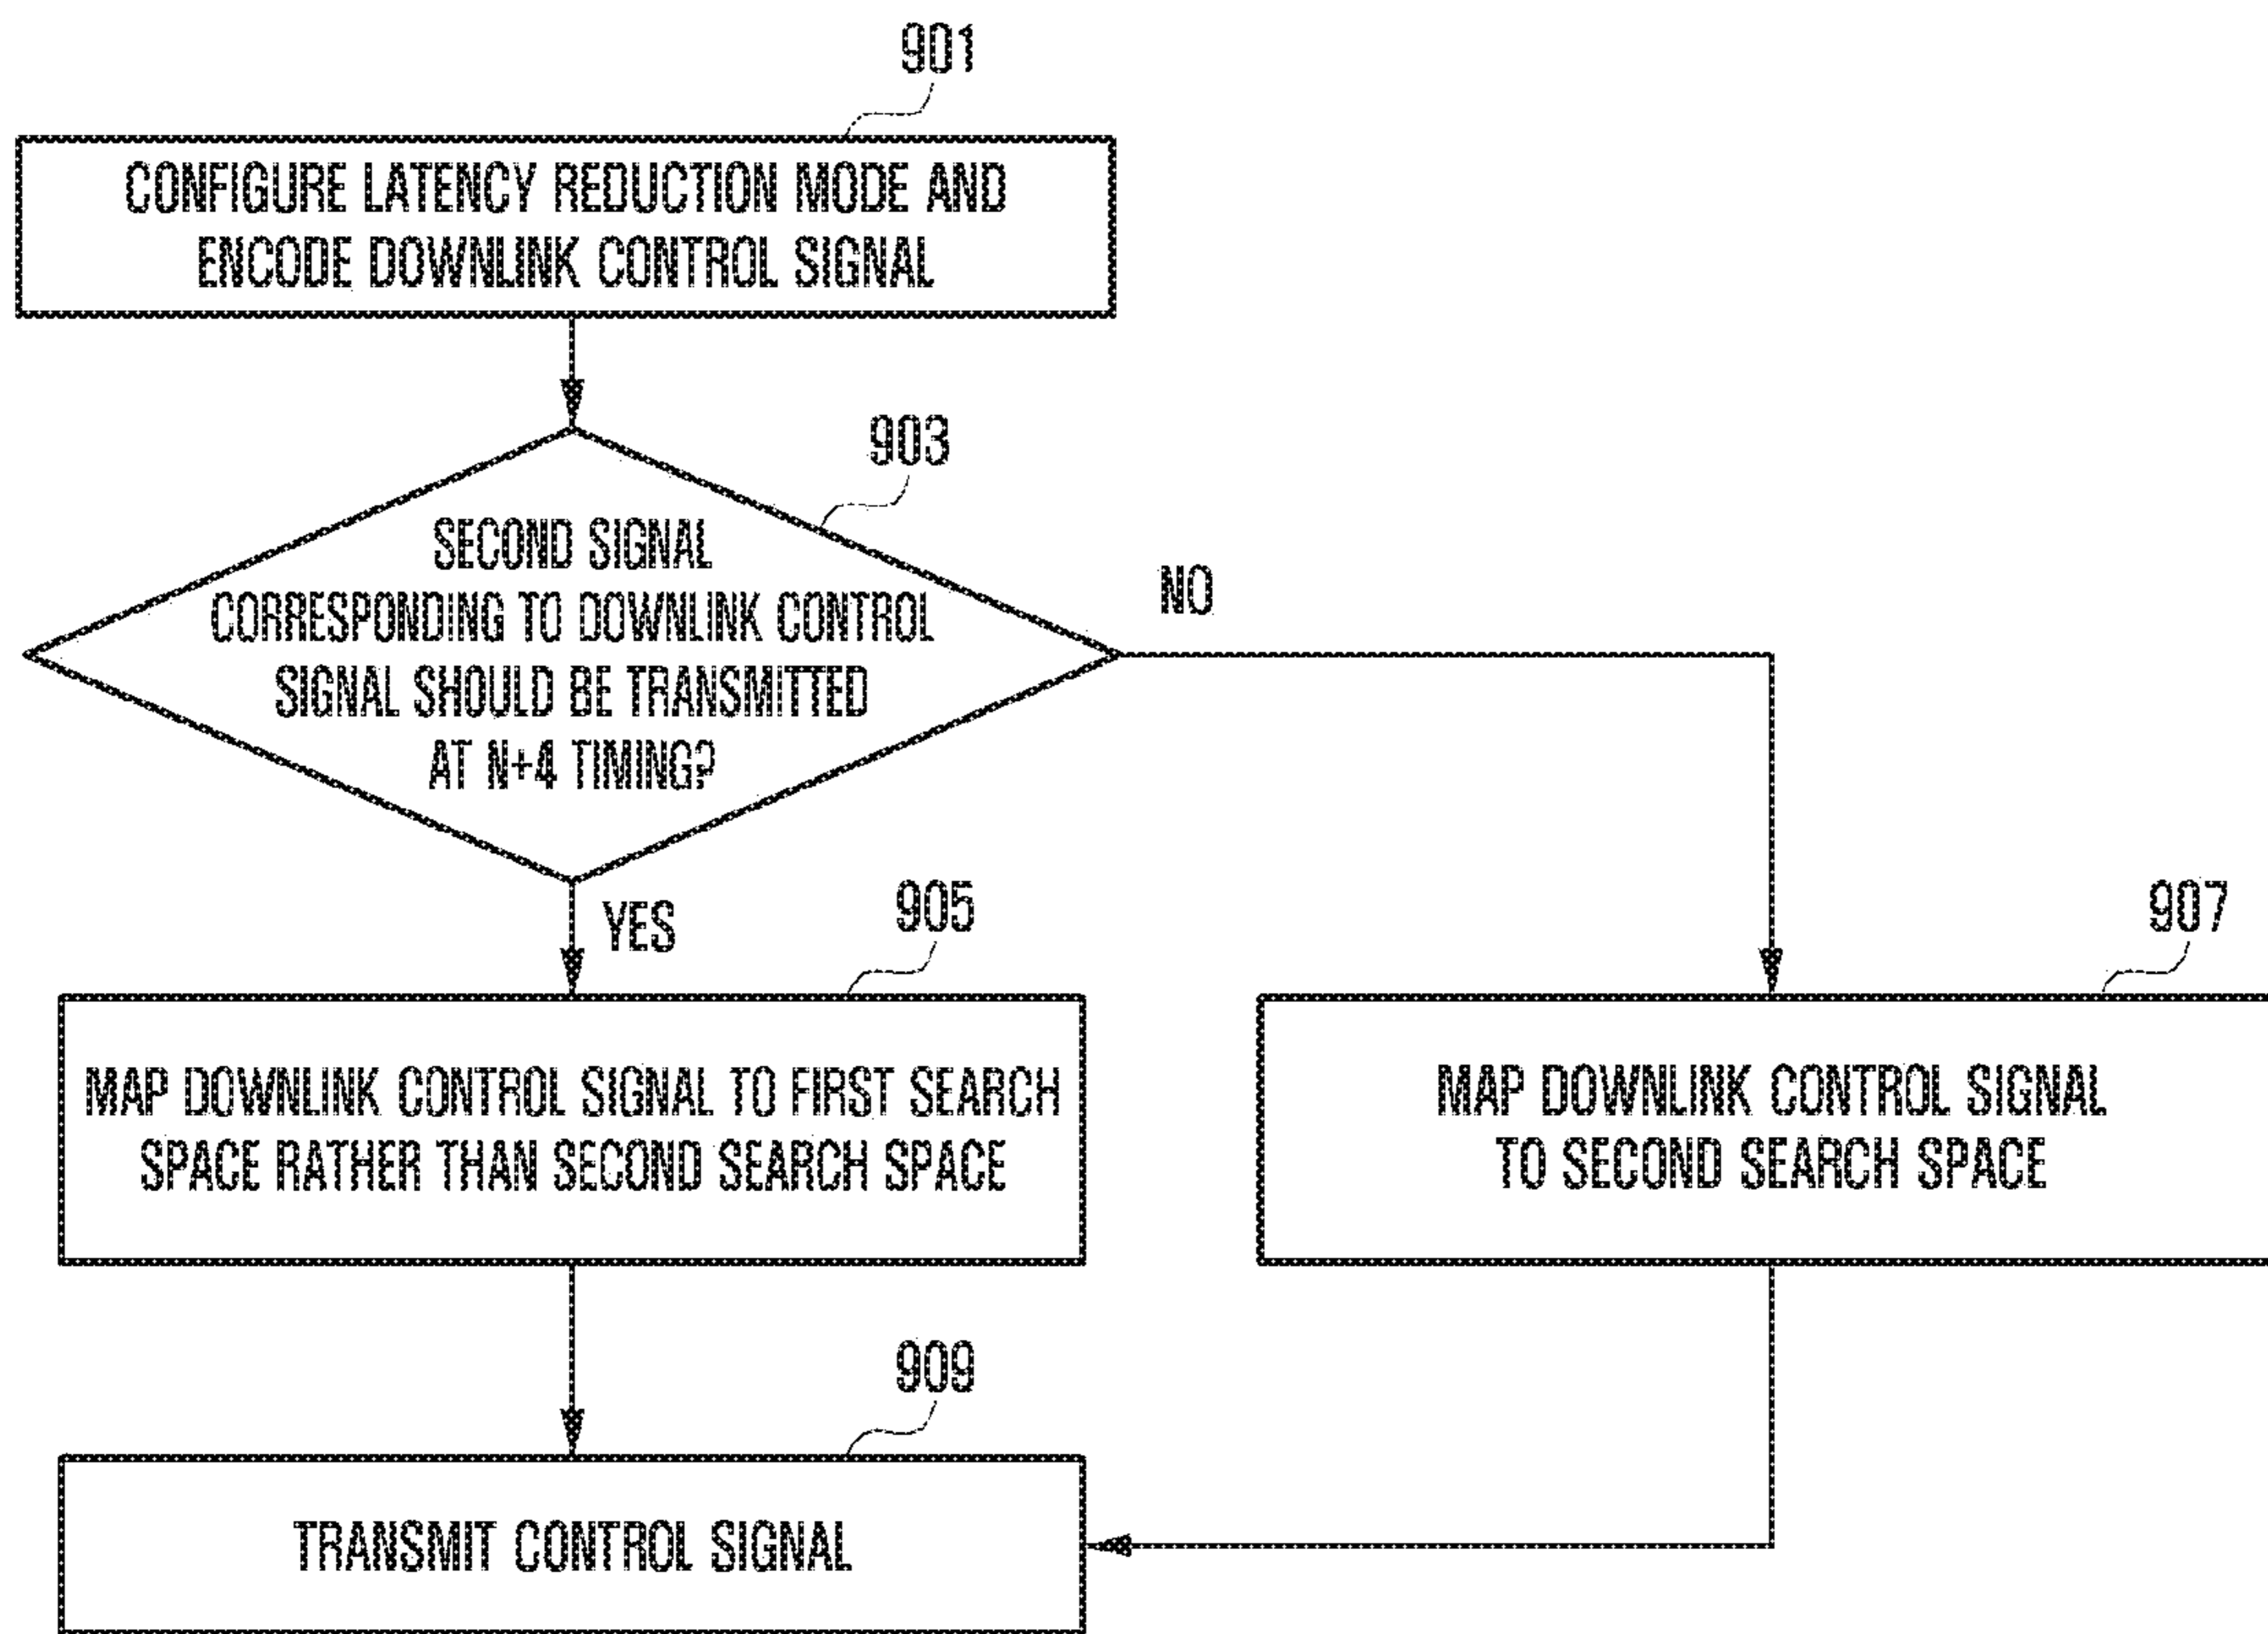 901
CONFIGURE LATENCY REDUCTION MODE AND
ENCODE DOWNLINK CONTROL SIGNAL
903
SECOND SIGNAL
CORRESPONDING TO DOWNLINK CONTROL
SIGNAL SHOULD BE TRANSMITTED
AT N+4 TIMING?
NO
YES
905
MAP DOWNLINK CONTROL SIGNAL TO FIRST SEARCH
SPACE RATHER THAN SECOND SEARCH SPACE
907
MAP DOWNLINK CONTROL SIGNAL
TO SECOND SEARCH SPACE
909
TRANSMIT CONTROL SIGNAL